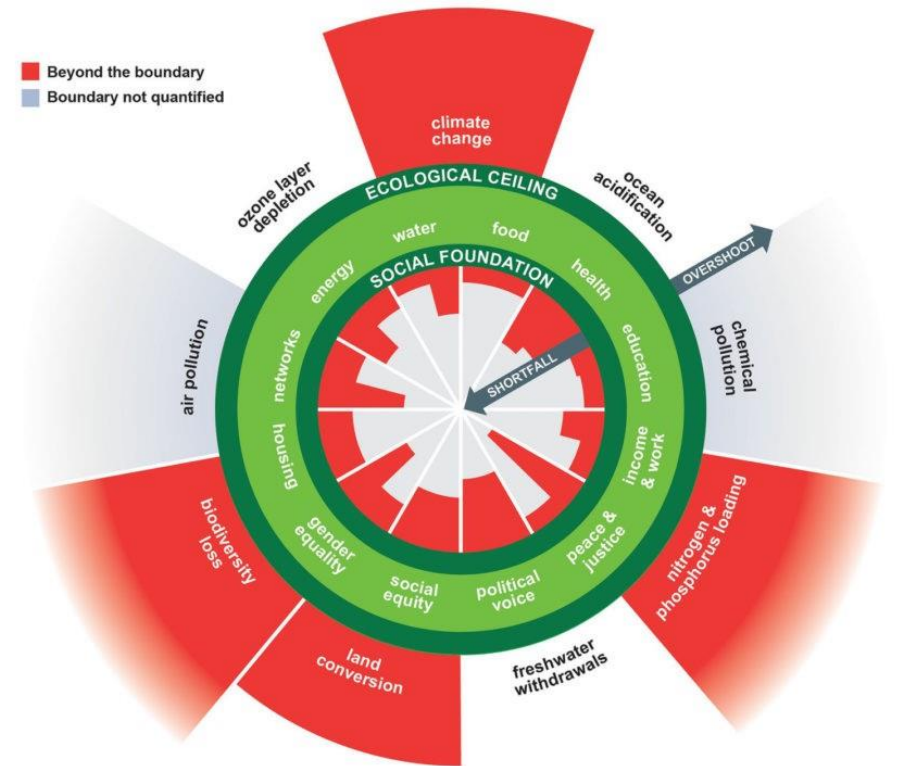 Beyond the boundary
Boundary not quantified
climate
change
ozone layer
depletion
ECOLOGICAL CEILING
ocean
acidification
water
food
energy
SOCIAL FOUNDATION
health
OVERSHOOT
networks
education
SHORTFALL
air pollution
chemical
pollution
housing
income
& work
biodiversity
loss
gender
equality
social
equity
political
voice
peace &
justice
nitrogen &
phosphorus loading
land
conversion
freshwater
withdrawals